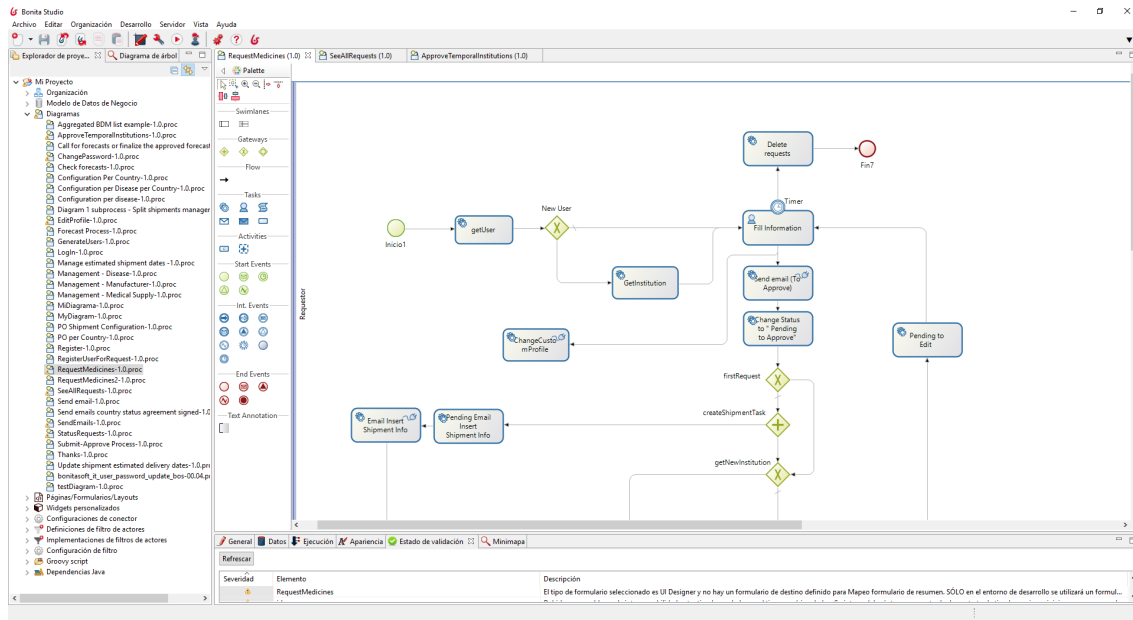 Bonita Studio
Archivo Editar Organización Desarrollo Servidor Vista Ayuda
Explorador de proye...
Diagrama de árbol
RequestMedicines (1.0)
SeeAllRequests (1.0)
ApproveTemporalInstitutions (1.0)
Mi Proyecto
Organización
Modelo de Datos de Negocio
Diagramas
Aggregated BDM list example-1.0.proc
ApproveTemporalInstitutions-1.0.proc
Call for forecasts or finalize the approved forecast
ChangePassword-1.0.proc
Check forecasts-1.0.proc
Configuration Per Country-1.0.proc
Configuration per Disease per Country-1.0.proc
Configuration per disease-1.0.proc
Diagram 1 subprocess - Split shipments manager
EditProfile-1.0.proc
Forecast Process-1.0.proc
GenerateUsers-1.0.proc
LogIn-1.0.proc
Manage estimated shipment dates -1.0.proc
Management - Disease-1.0.proc
Management - Manufacturer-1.0.proc
Management - Medical Supply-1.0.proc
MiDiagrama-1.0.proc
MyDiagram-1.0.proc
PO Shipment Configuration-1.0.proc
PO per Country-1.0.proc
Register-1.0.proc
RegisterUserForRequest-1.0.proc
RequestMedicines-1.0.proc
RequestMedicines2-1.0.proc
SeeAllRequests-1.0.proc
Send email-1.0.proc
Send emails country status agreement signed-1.0
SendEmails-1.0.proc
StatusRequests-1.0.proc
Submit-Approve Process-1.0.proc
Thanks-1.0.proc
Update shipment estimated delivery dates-1.0.pr
bonitasoft_it_user_password_update_bos-00.04.p
testDiagram-1.0.proc
Páginas/Formularios/Layouts
Widgets personalizados
Configuraciones de conector
Definiciones de filtro de actores
Implementaciones de filtros de actores
Configuración de filtro
Groovy script
Dependencias Java
Palette
Swimlanes
Gateways
Flow
Tasks
Activities
Start Events
Int. Events
End Events
Text Annotation
Requestor
Inicio1
getUser
New User
GetInstitution
Delete
requests
Fin7
Timer
Fill Information
Send email (To
Approve)
Change Status
to " Pending
to Approve"
ChangeCusto
mProfile
Pending to
Edit
firstRequest
createShipmentTask
Email Insert
Shipment Info
Pending Email
Insert
Shipment Info
getNewInstitution
General
Datos
Ejecución
Apariencia
Estado de validación
Minimapa
Refrescar
Severidad
Elemento
Descripción
RequestMedicines
El tipo de formulario seleccionado es UI Designer y no hay un formulario de destino definido para Mapeo formulario de resumen. SÓLO en el entorno de desarrollo se utilizará un formul...